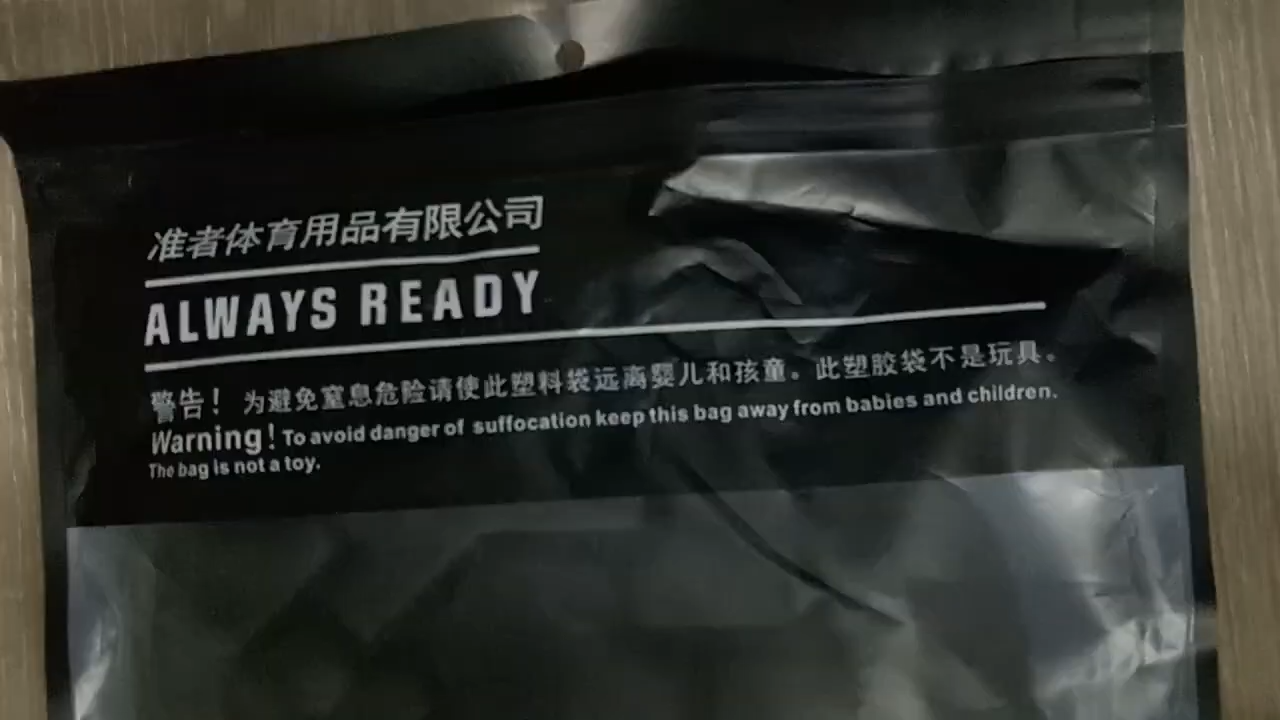 准者体育用品有限公司
ALWAYS READY
警告！为避免窒息危险请使此塑料袋远离婴儿和孩童。此塑胶袋不是玩具。
Warning! To avoid danger of suffocation keep this bag away from babies and children.
The bag is not a toy.